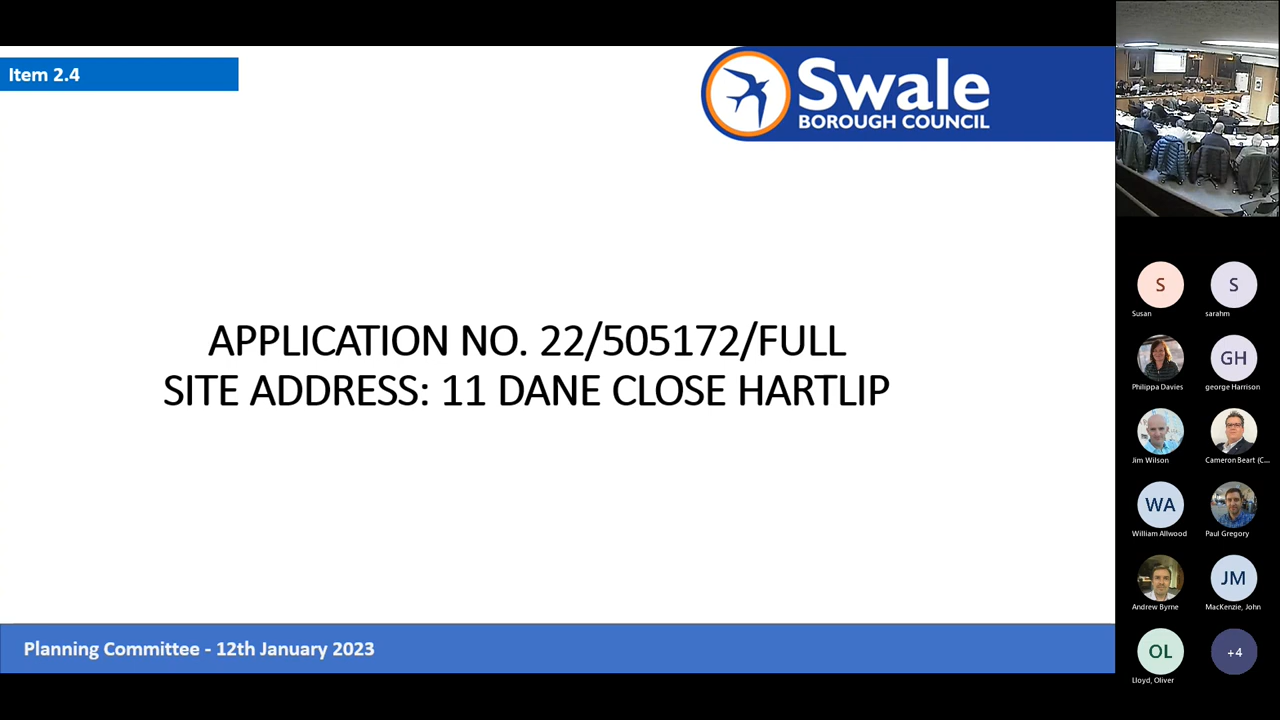 Item 2.4
Swale
BOROUGH COUNCIL
APPLICATION NO. 22/505172/FULL
SITE ADDRESS: 11 DANE CLOSE HARTLIP
Planning Committee - 12th January 2023
S
Susan
S
sarahm
Philippa Davies
GH
george Harrison
Jim Wilson
Cameron Beart (C...
WA
William Allwood
Paul Gregory
Andrew Byrne
JM
MacKenzie, John
OL
Lloyd, Oliver
+4